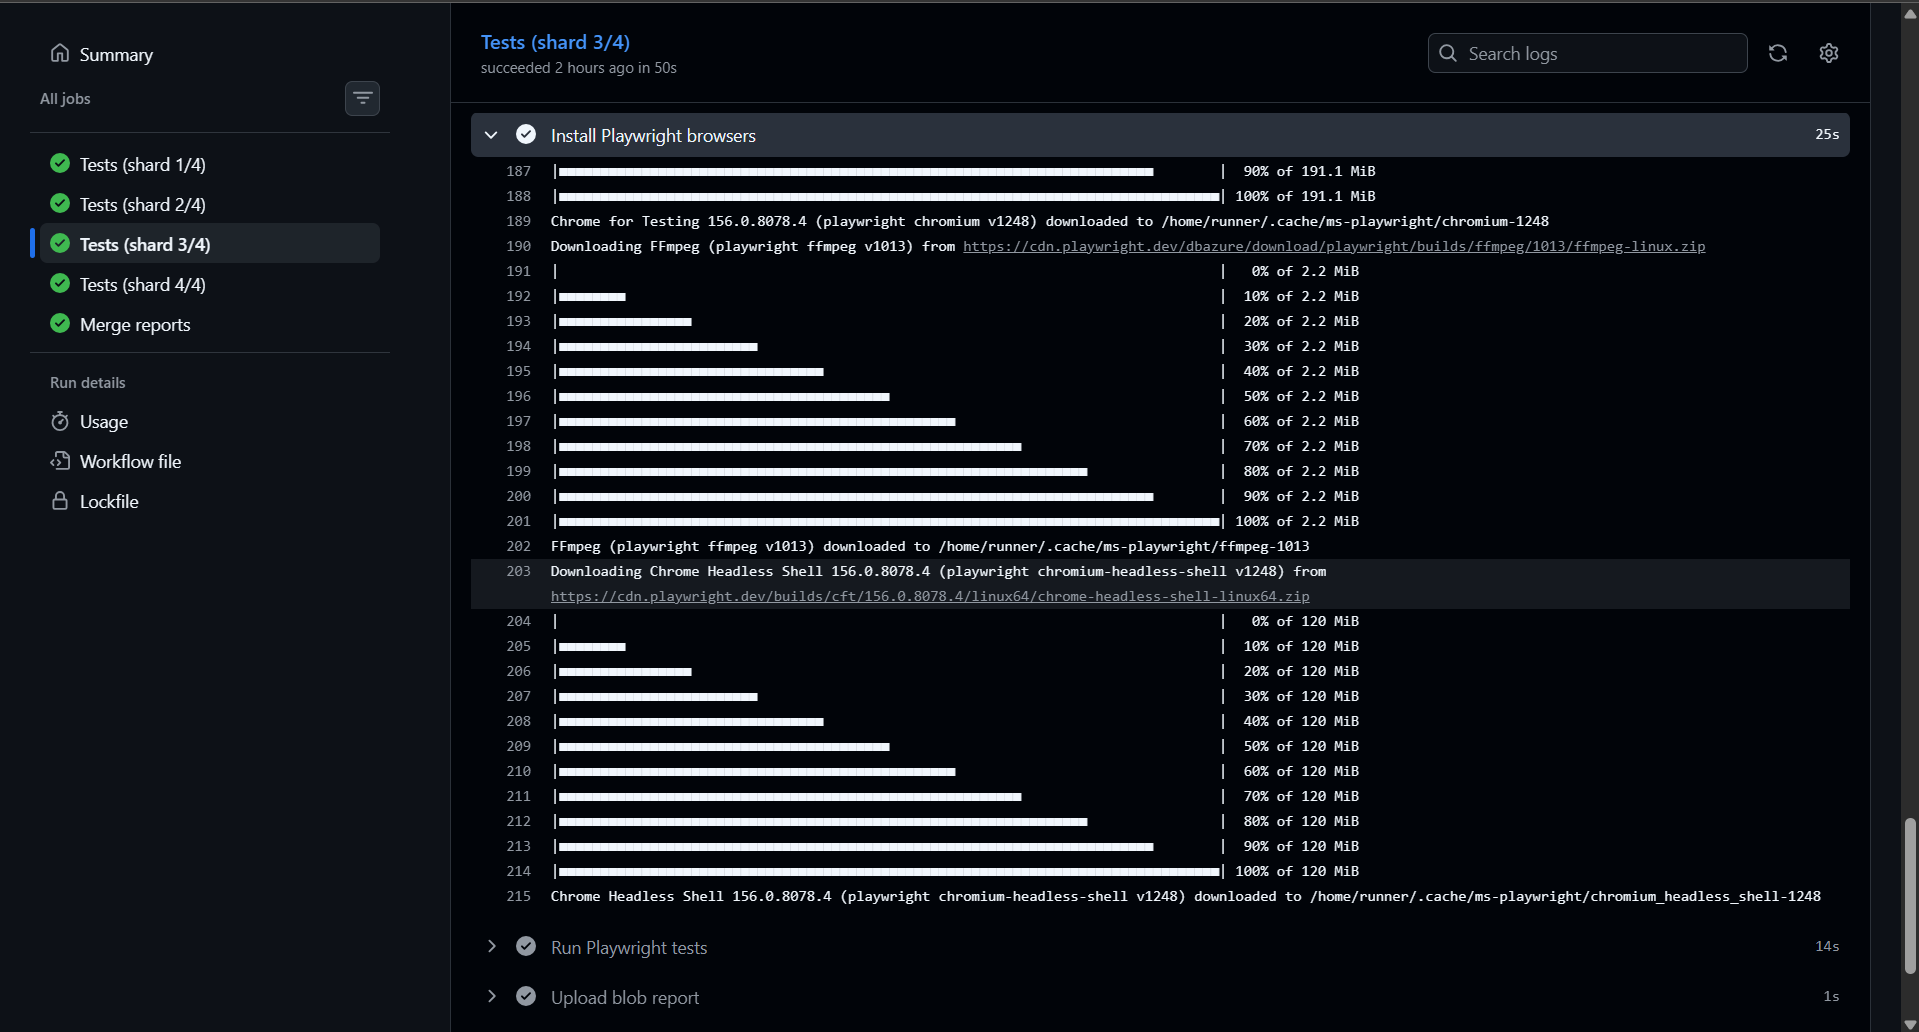 Summary
All jobs
Tests (shard 1/4)
Tests (shard 2/4)
Tests (shard 3/4)
Tests (shard 4/4)
Merge reports
Run details
Usage
Workflow file
Lockfile
Tests (shard 3/4)
succeeded 2 hours ago in 50s
Search logs
Install Playwright browsers 25s
187 |■■■■■■■■■■■■■■■■■■■■■■■■■■■■■■■■■■■■■■■■■■■■■■■■■■■■■■■■■■■■■■■■■■■■■■■■ | 90% of 191.1 MiB
188 |■■■■■■■■■■■■■■■■■■■■■■■■■■■■■■■■■■■■■■■■■■■■■■■■■■■■■■■■■■■■■■■■■■■■■■■■■■■■■■■■| 100% of 191.1 MiB
189 Chrome for Testing 156.0.8078.4 (playwright chromium v1248) downloaded to /home/runner/.cache/ms-playwright/chromium-1248
190 Downloading FFmpeg (playwright ffmpeg v1013) from https://cdn.playwright.dev/dbazure/download/playwright/builds/ffmpeg/1013/ffmpeg-linux.zip
191 | | 0% of 2.2 MiB
192 |■■■■■■■■ | 10% of 2.2 MiB
193 |■■■■■■■■■■■■■■■■ | 20% of 2.2 MiB
194 |■■■■■■■■■■■■■■■■■■■■■■■■ | 30% of 2.2 MiB
195 |■■■■■■■■■■■■■■■■■■■■■■■■■■■■■■■■ | 40% of 2.2 MiB
196 |■■■■■■■■■■■■■■■■■■■■■■■■■■■■■■■■■■■■■■■■ | 50% of 2.2 MiB
197 |■■■■■■■■■■■■■■■■■■■■■■■■■■■■■■■■■■■■■■■■■■■■■■■■ | 60% of 2.2 MiB
198 |■■■■■■■■■■■■■■■■■■■■■■■■■■■■■■■■■■■■■■■■■■■■■■■■■■■■■■■■ | 70% of 2.2 MiB
199 |■■■■■■■■■■■■■■■■■■■■■■■■■■■■■■■■■■■■■■■■■■■■■■■■■■■■■■■■■■■■■■■■ | 80% of 2.2 MiB
200 |■■■■■■■■■■■■■■■■■■■■■■■■■■■■■■■■■■■■■■■■■■■■■■■■■■■■■■■■■■■■■■■■■■■■■■■■ | 90% of 2.2 MiB
201 |■■■■■■■■■■■■■■■■■■■■■■■■■■■■■■■■■■■■■■■■■■■■■■■■■■■■■■■■■■■■■■■■■■■■■■■■■■■■■■■■| 100% of 2.2 MiB
202 FFmpeg (playwright ffmpeg v1013) downloaded to /home/runner/.cache/ms-playwright/ffmpeg-1013
203 Downloading Chrome Headless Shell 156.0.8078.4 (playwright chromium-headless-shell v1248) from
https://cdn.playwright.dev/builds/cft/156.0.8078.4/linux64/chrome-headless-shell-linux64.zip
204 | | 0% of 120 MiB
205 |■■■■■■■■ | 10% of 120 MiB
206 |■■■■■■■■■■■■■■■■ | 20% of 120 MiB
207 |■■■■■■■■■■■■■■■■■■■■■■■■ | 30% of 120 MiB
208 |■■■■■■■■■■■■■■■■■■■■■■■■■■■■■■■■ | 40% of 120 MiB
209 |■■■■■■■■■■■■■■■■■■■■■■■■■■■■■■■■■■■■■■■■ | 50% of 120 MiB
210 |■■■■■■■■■■■■■■■■■■■■■■■■■■■■■■■■■■■■■■■■■■■■■■■■ | 60% of 120 MiB
211 |■■■■■■■■■■■■■■■■■■■■■■■■■■■■■■■■■■■■■■■■■■■■■■■■■■■■■■■■ | 70% of 120 MiB
212 |■■■■■■■■■■■■■■■■■■■■■■■■■■■■■■■■■■■■■■■■■■■■■■■■■■■■■■■■■■■■■■■■ | 80% of 120 MiB
213 |■■■■■■■■■■■■■■■■■■■■■■■■■■■■■■■■■■■■■■■■■■■■■■■■■■■■■■■■■■■■■■■■■■■■■■■■ | 90% of 120 MiB
214 |■■■■■■■■■■■■■■■■■■■■■■■■■■■■■■■■■■■■■■■■■■■■■■■■■■■■■■■■■■■■■■■■■■■■■■■■■■■■■■■■| 100% of 120 MiB
215 Chrome Headless Shell 156.0.8078.4 (playwright chromium-headless-shell v1248) downloaded to /home/runner/.cache/ms-playwright/chromium_headless_shell-1248
Run Playwright tests 14s
Upload blob report 1s